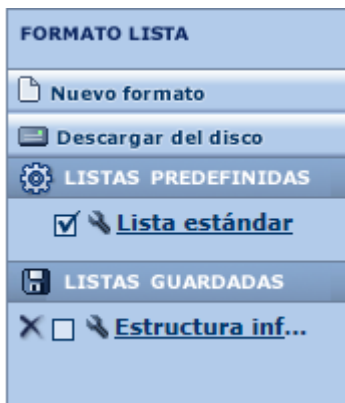 FORMATO LISTA
Nuevo formato
Descargar del disco
LISTAS PREDEFINIDAS
Lista estándar
LISTAS GUARDADAS
Estructura inf...